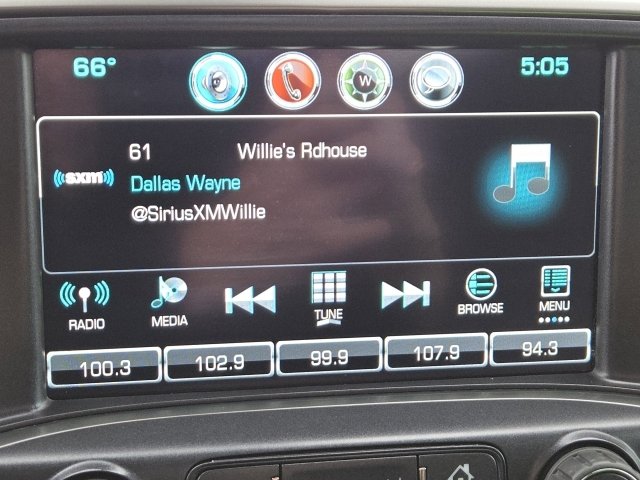 66° 5:05
W
61 Willie's Rdhouse
((sxm))
Dallas Wayne
@SiriusXMWillie
RADIO MEDIA TUNE BROWSE MENU
100.3 102.9 99.9 107.9 94.3